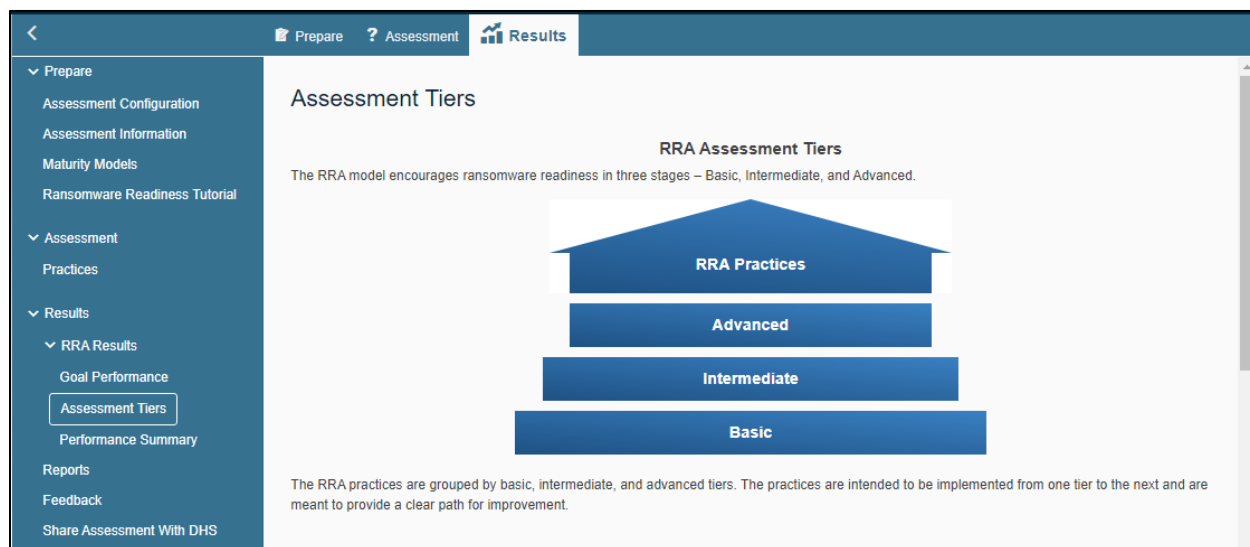 Prepare
? Assessment
Results
Prepare
Assessment Configuration
Assessment Information
Maturity Models
Ransomware Readiness Tutorial
Assessment
Practices
Results
RRA Results
Goal Performance
Assessment Tiers
Performance Summary
Reports
Feedback
Share Assessment With DHS
Assessment Tiers
RRA Assessment Tiers
The RRA model encourages ransomware readiness in three stages – Basic, Intermediate, and Advanced.
RRA Practices
Advanced
Intermediate
Basic
The RRA practices are grouped by basic, intermediate, and advanced tiers. The practices are intended to be implemented from one tier to the next and are
meant to provide a clear path for improvement.